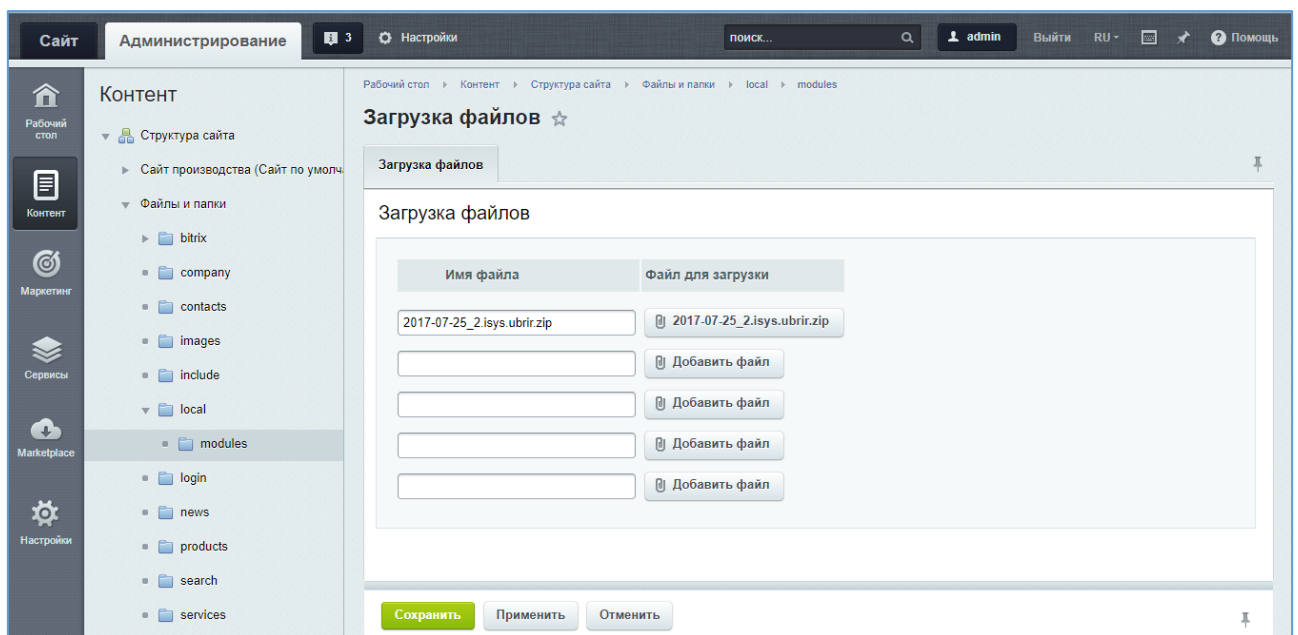 Сайт Администрирование 3 Настройки поиск... admin Выйти RU Помощь
Рабочий стол
Контент
Маркетинг
Сервисы
Marketplace
Настройки
Контент
Структура сайта
Сайт производства (Сайт по умолч
Файлы и папки
bitrix
company
contacts
images
include
local
modules
login
news
products
search
services
Рабочий стол Контент Структура сайта Файлы и папки local modules
Загрузка файлов
Загрузка файлов
Загрузка файлов
Имя файла Файл для загрузки
2017-07-25_2.isys.ubrir.zip 2017-07-25_2.isys.ubrir.zip
Добавить файл
Добавить файл
Добавить файл
Добавить файл
Сохранить Применить Отменить